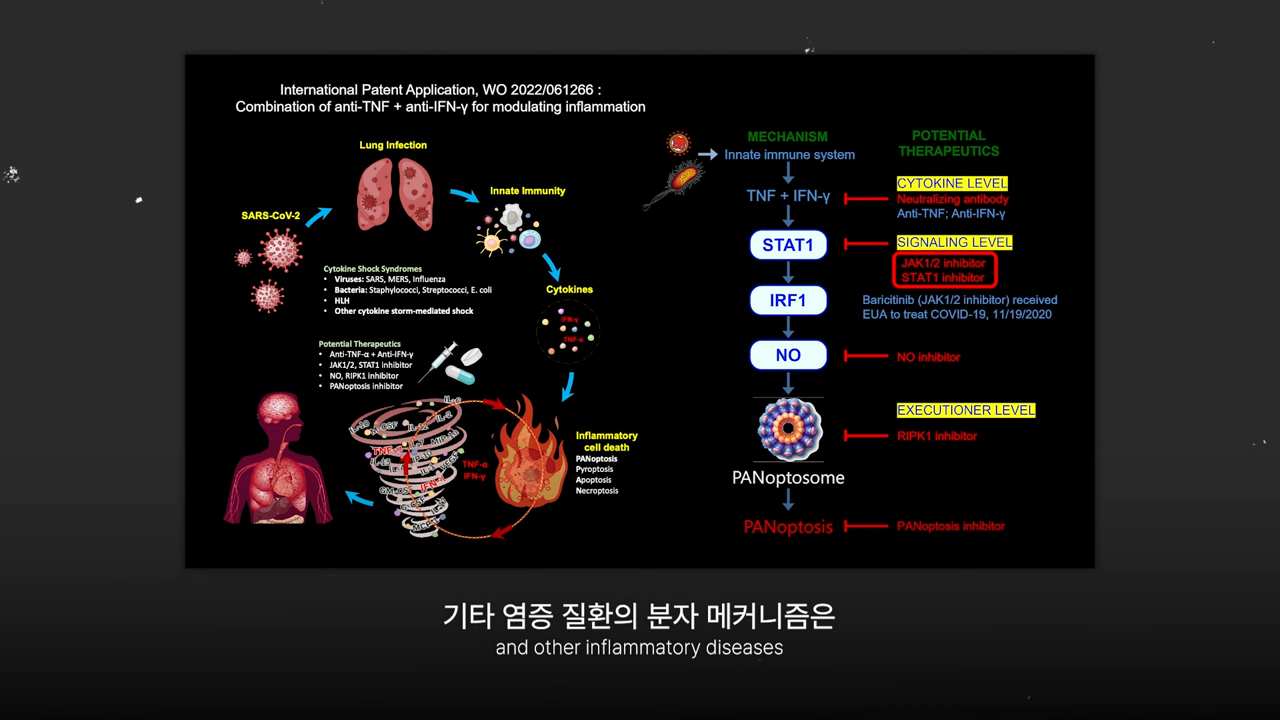 International Patent Application, WO 2022/061266 :
Combination of anti-TNF + anti-IFN-γ for modulating inflammation
Lung Infection
Innate Immunity
SARS-CoV-2
Cytokine Shock Syndromes
• Viruses: SARS, MERS, Influenza
• Bacteria: Staphylococci, Streptococci, E. coli
• HLH
• Other cytokine storm-mediated shock
Cytokines
IFN-γ
TNF-α
Potential Therapeutics
• Anti-TNF-α + Anti-IFN-γ
• JAK1/2, STAT1 inhibitor
• NO, RIPK1 inhibitor
• PANoptosis inhibitor
IL-2
TNF-α
IFN-γ
Inflammatory
cell death
PANoptosis
Pyroptosis
Apoptosis
Necroptosis
MECHANISM
Innate immune system
TNF + IFN-γ
STAT1
IRF1
NO
PANoptosome
PANoptosis
POTENTIAL
THERAPEUTICS
CYTOKINE LEVEL
Neutralizing antibody
Anti-TNF; Anti-IFN-γ
SIGNALING LEVEL
JAK1/2 inhibitor
STAT1 inhibitor
Baricitinib (JAK1/2 inhibitor) received
EUA to treat COVID-19, 11/19/2020
NO inhibitor
EXECUTIONER LEVEL
RIPK1 inhibitor
PANoptosis inhibitor
기타 염증 질환의 분자 메커니즘은
and other inflammatory diseases